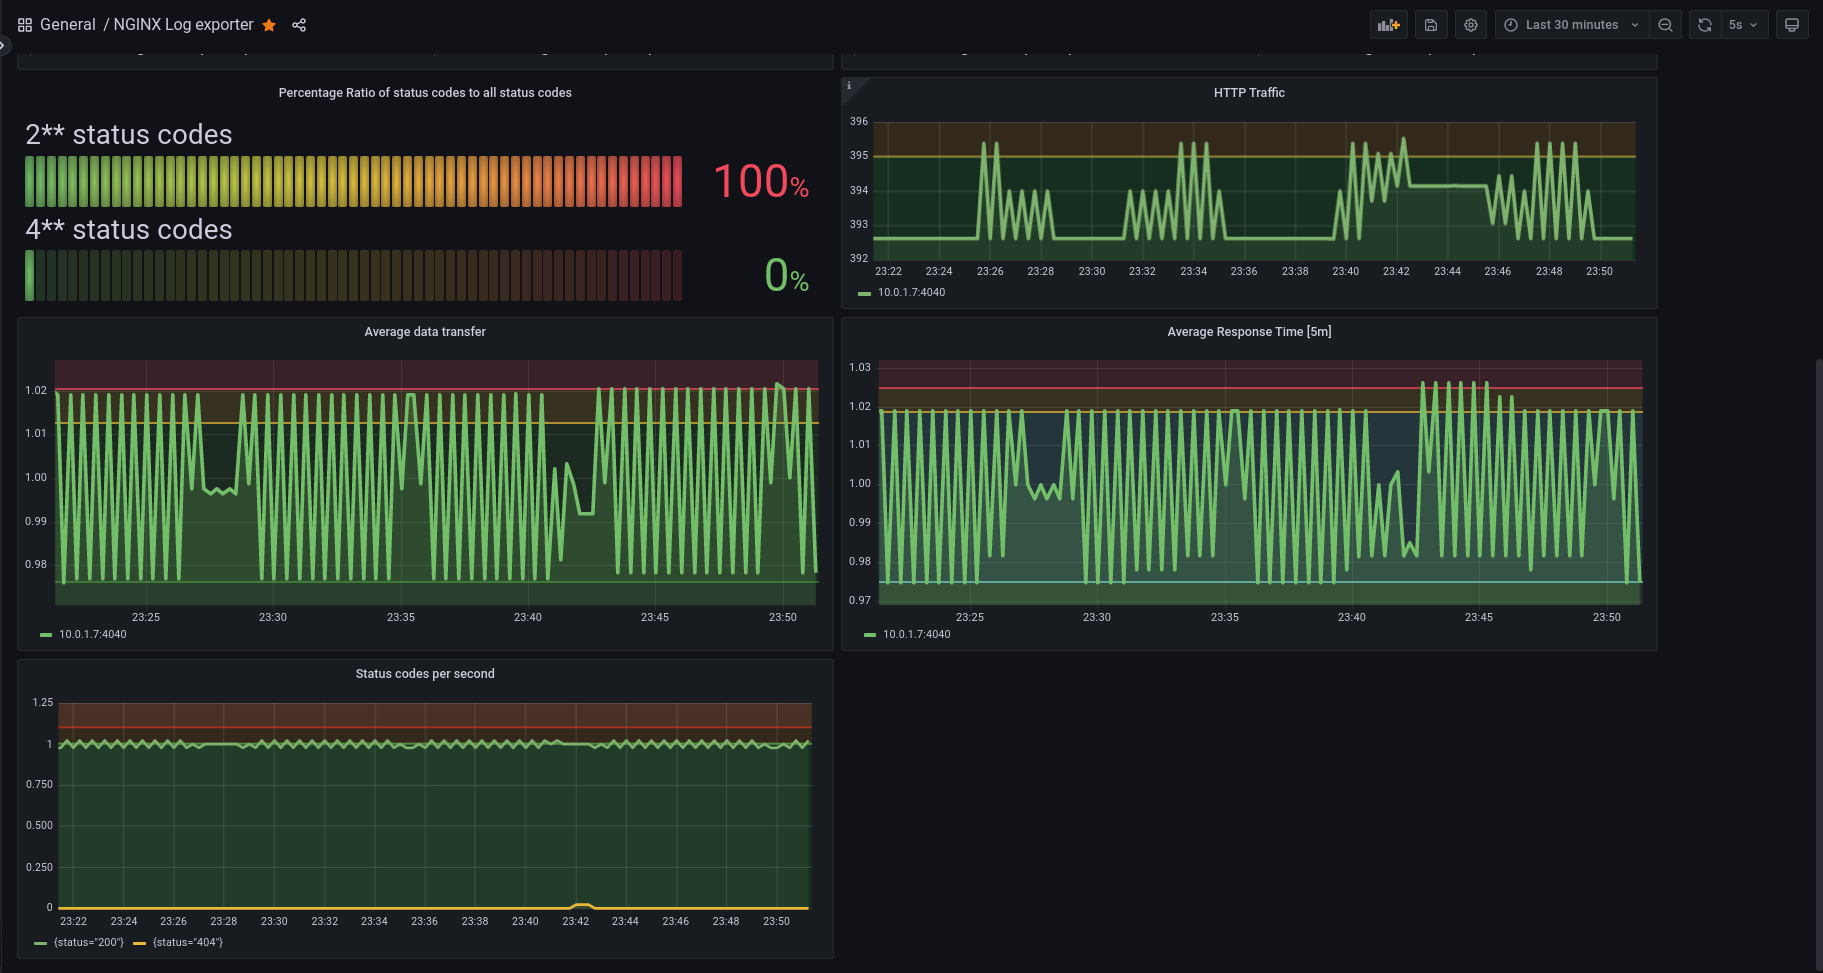 General / NGINX Log exporter
Last 30 minutes
5s
Percentage Ratio of status codes to all status codes
2** status codes
100%
4** status codes
0%
i
HTTP Traffic
396
395
394
393
392
23:22 23:24 23:26 23:28 23:30 23:32 23:34 23:36 23:38 23:40 23:42 23:44 23:46 23:48 23:50
10.0.1.7:4040
Average data transfer
1.02
1.01
1.00
0.99
0.98
23:25 23:30 23:35 23:40 23:45 23:50
10.0.1.7:4040
Average Response Time [5m]
1.03
1.02
1.01
1.00
0.99
0.98
0.97
23:25 23:30 23:35 23:40 23:45 23:50
10.0.1.7:4040
Status codes per second
1.25
1
0.750
0.500
0.250
0
23:22 23:24 23:26 23:28 23:30 23:32 23:34 23:36 23:38 23:40 23:42 23:44 23:46 23:48 23:50
{status="200"} {status="404"}